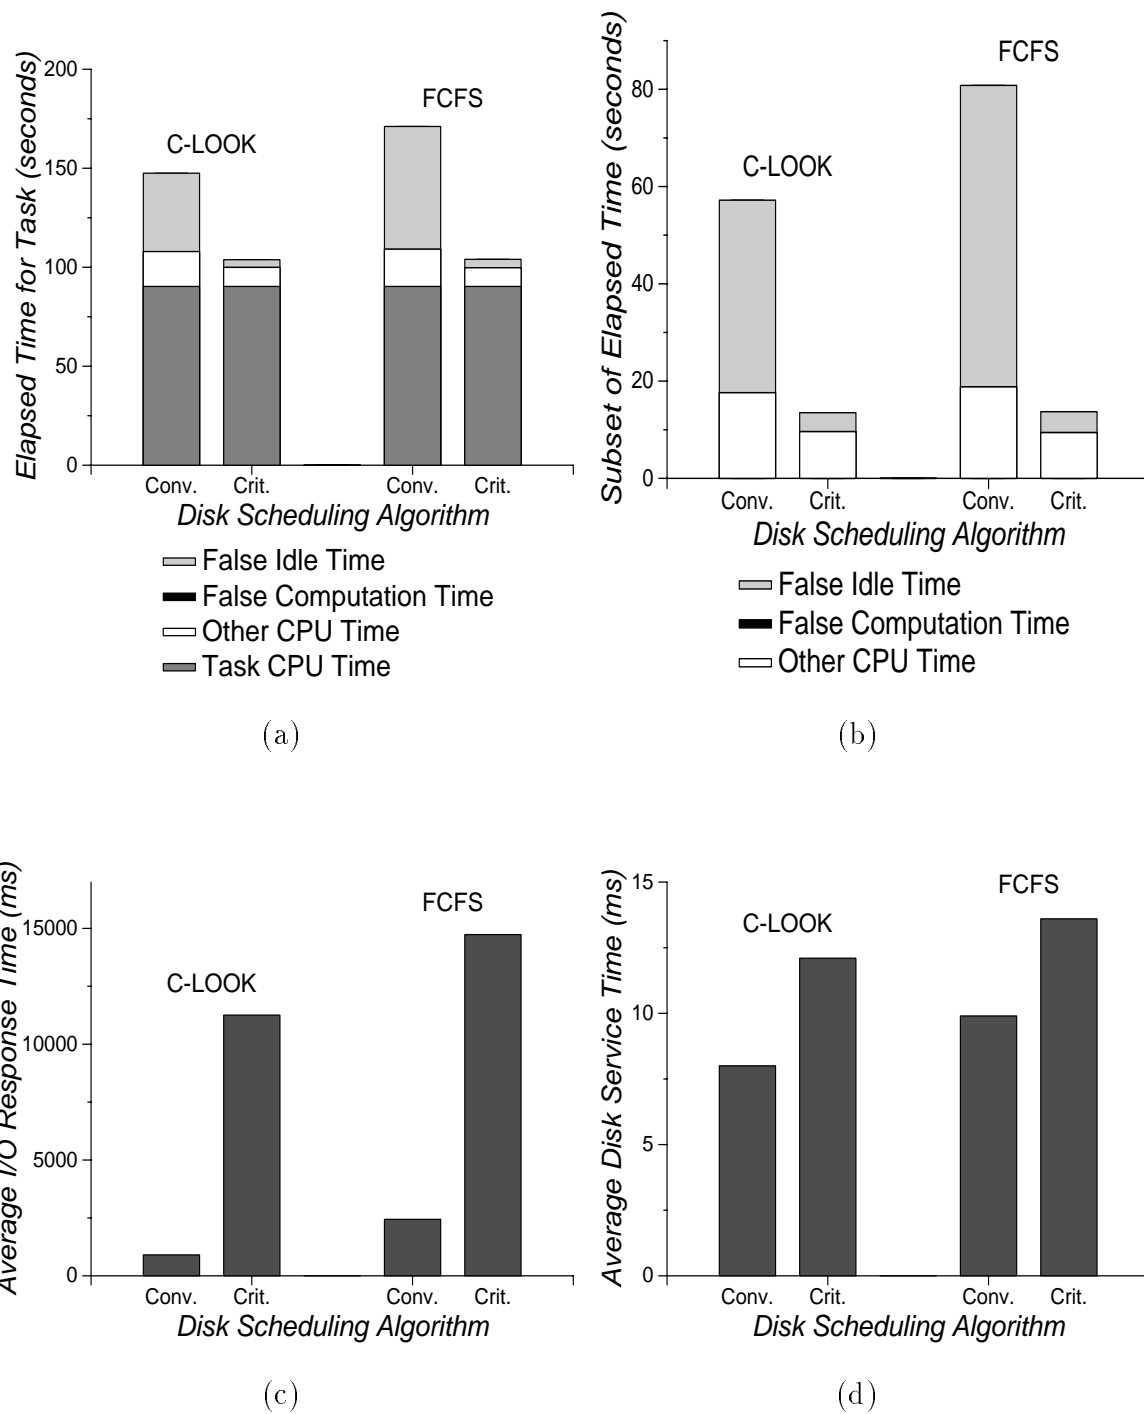 Elapsed Time for Task (seconds)
200
150
100
50
0
C-LOOK
FCFS
Conv.
Crit.
Conv.
Crit.
Disk Scheduling Algorithm
False Idle Time
False Computation Time
Other CPU Time
Task CPU Time
(a)
Subset of Elapsed Time (seconds)
80
60
40
20
0
C-LOOK
FCFS
Conv.
Crit.
Conv.
Crit.
Disk Scheduling Algorithm
False Idle Time
False Computation Time
Other CPU Time
(b)
Average I/O Response Time (ms)
15000
10000
5000
0
C-LOOK
FCFS
Conv.
Crit.
Conv.
Crit.
Disk Scheduling Algorithm
(c)
Average Disk Service Time (ms)
15
10
5
0
C-LOOK
FCFS
Conv.
Crit.
Conv.
Crit.
Disk Scheduling Algorithm
(d)